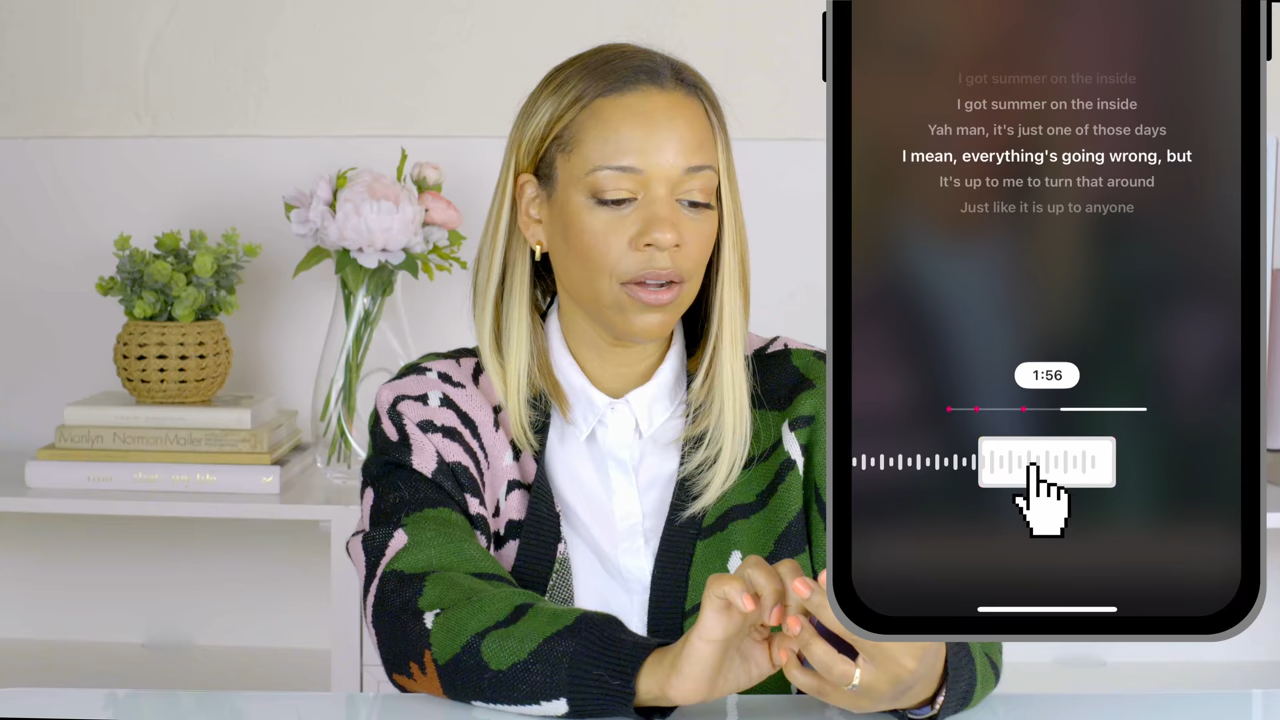 I got summer on the inside
I got summer on the inside
Yah man, it's just one of those days
I mean, everything's going wrong, but
It's up to me to turn that around
Just like it is up to anyone
1:56
Marilyn Norman Mailer